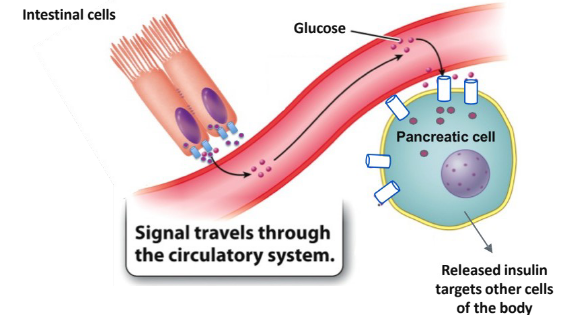 Intestinal cells
Glucose
Pancreatic cell
Signal travels through
the circulatory system.
Released insulin
targets other cells
of the body